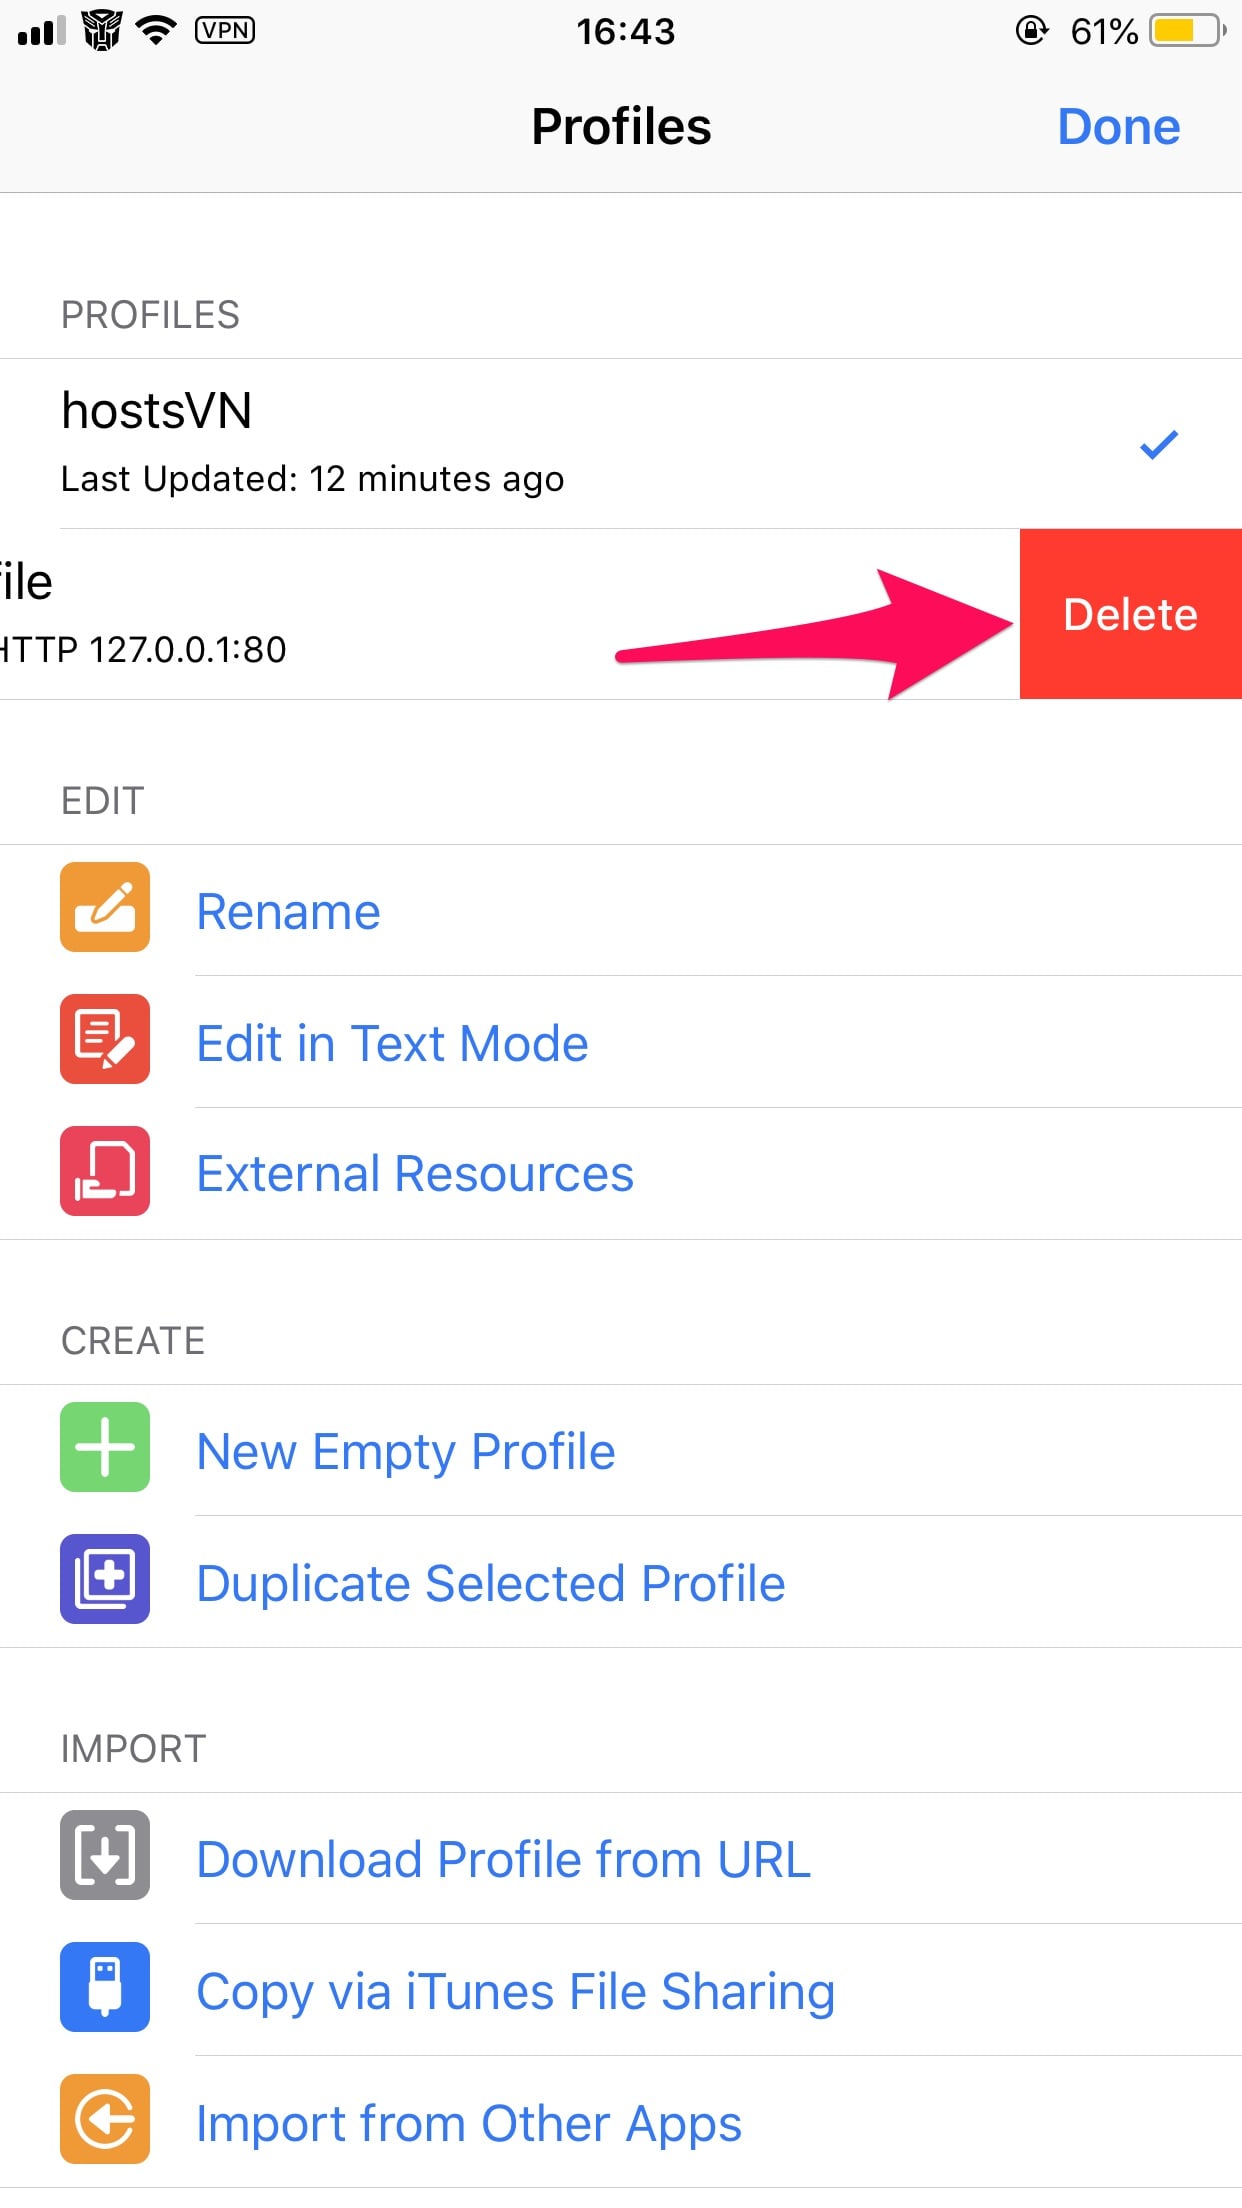 VPN
16:43
61%
Profiles
Done
PROFILES
hostsVN
Last Updated: 12 minutes ago
file
HTTP 127.0.0.1:80
Delete
EDIT
Rename
Edit in Text Mode
External Resources
CREATE
New Empty Profile
Duplicate Selected Profile
IMPORT
Download Profile from URL
Copy via iTunes File Sharing
Import from Other Apps